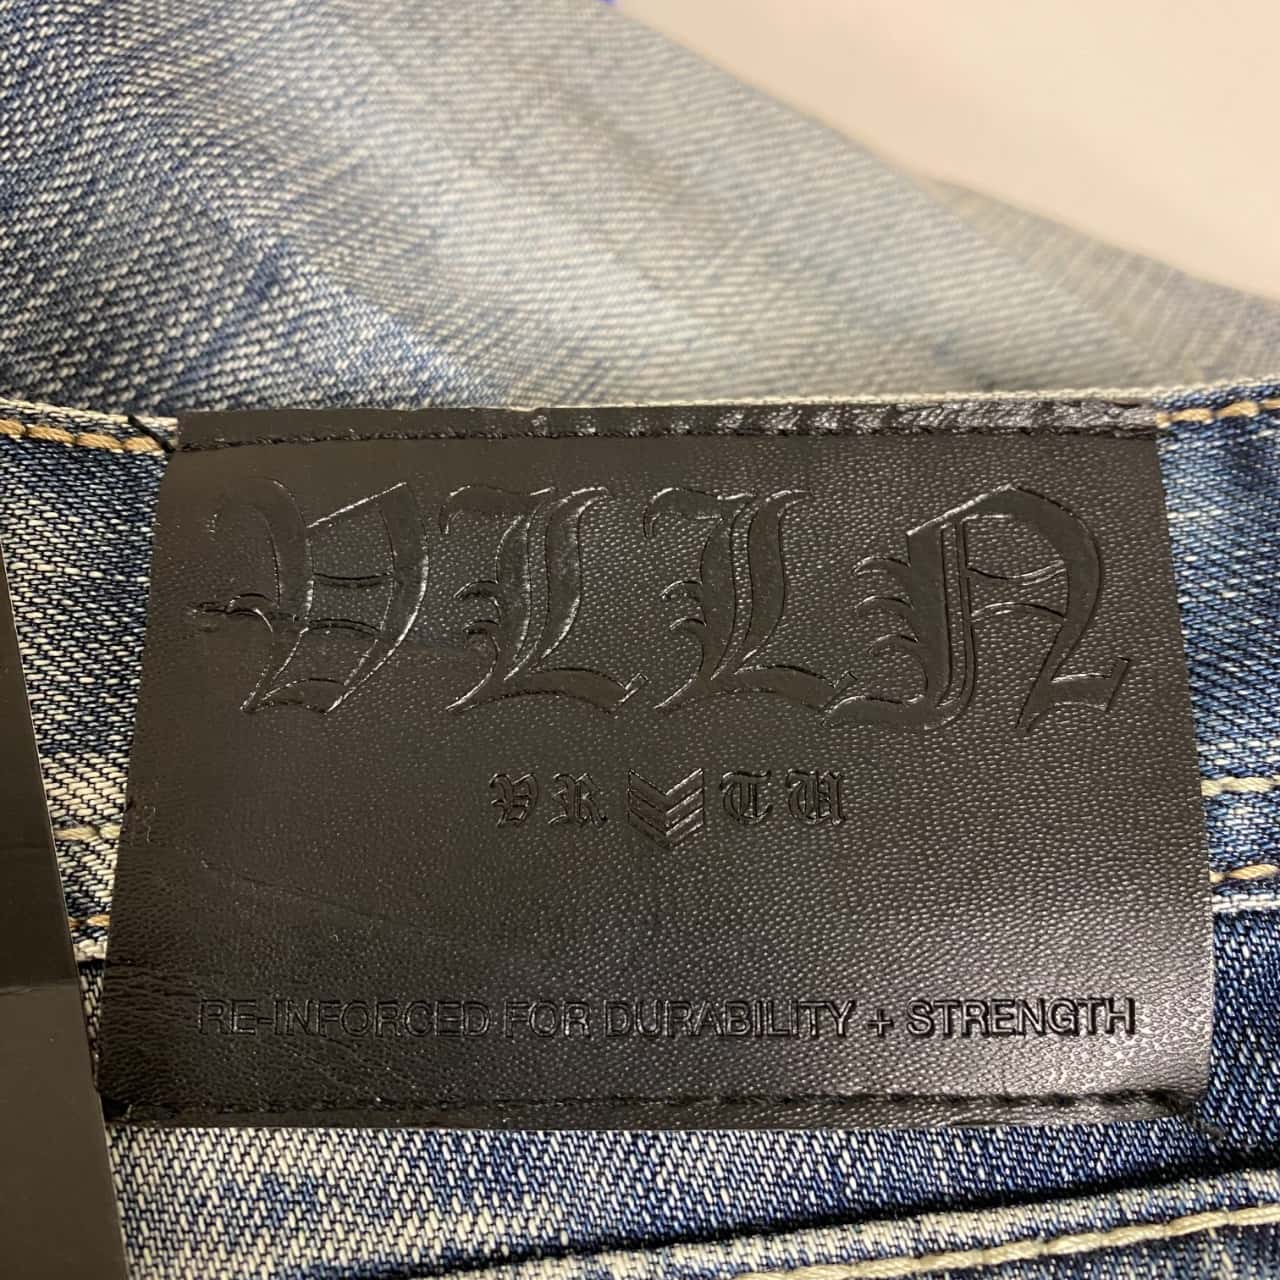 VLLN
VR TU
RE-INFORCED FOR DURABILITY + STRENGTH